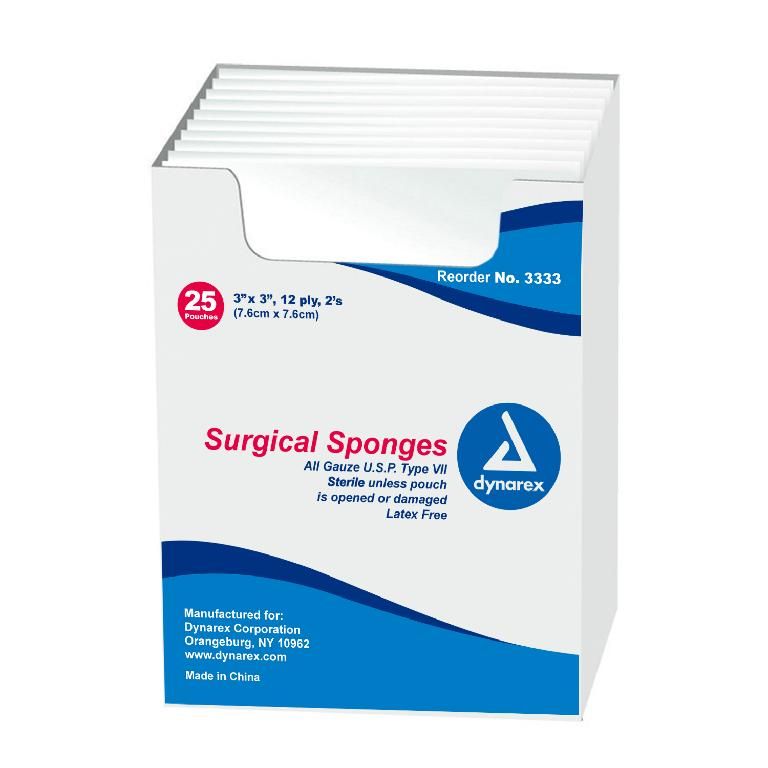 Reorder No. 3333
25
Pouches
3”x 3”, 12 ply, 2’s
(7.6cm x 7.6cm)
Surgical Sponges
All Gauze U.S.P. Type VII
Sterile unless pouch
is opened or damaged
Latex Free
dynarex
Manufactured for:
Dynarex Corporation
Orangeburg, NY 10962
www.dynarex.com
Made in China